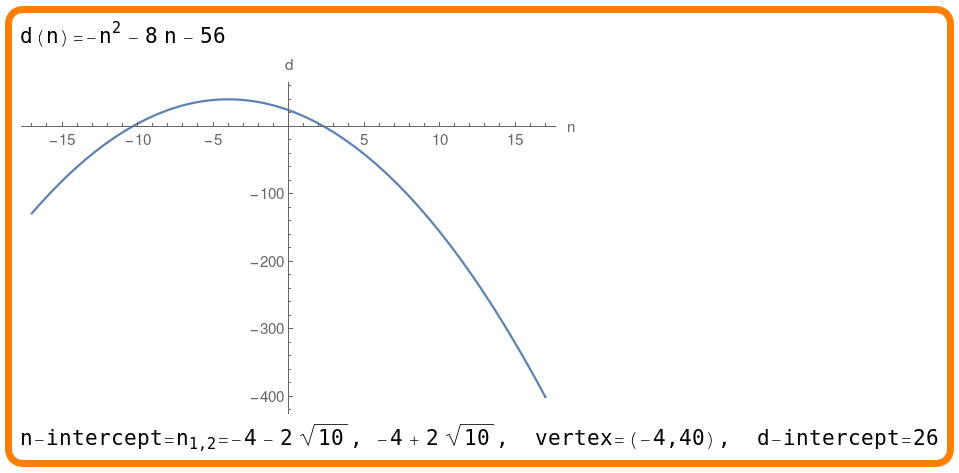 d(n)=-n² - 8 n - 56
d
n
-15 -10 -5 5 10 15
-100
-200
-300
-400
n-intercept=n₁,₂=-4 - 2 √10, -4 + 2 √10, vertex=(-4,40), d-intercept=26